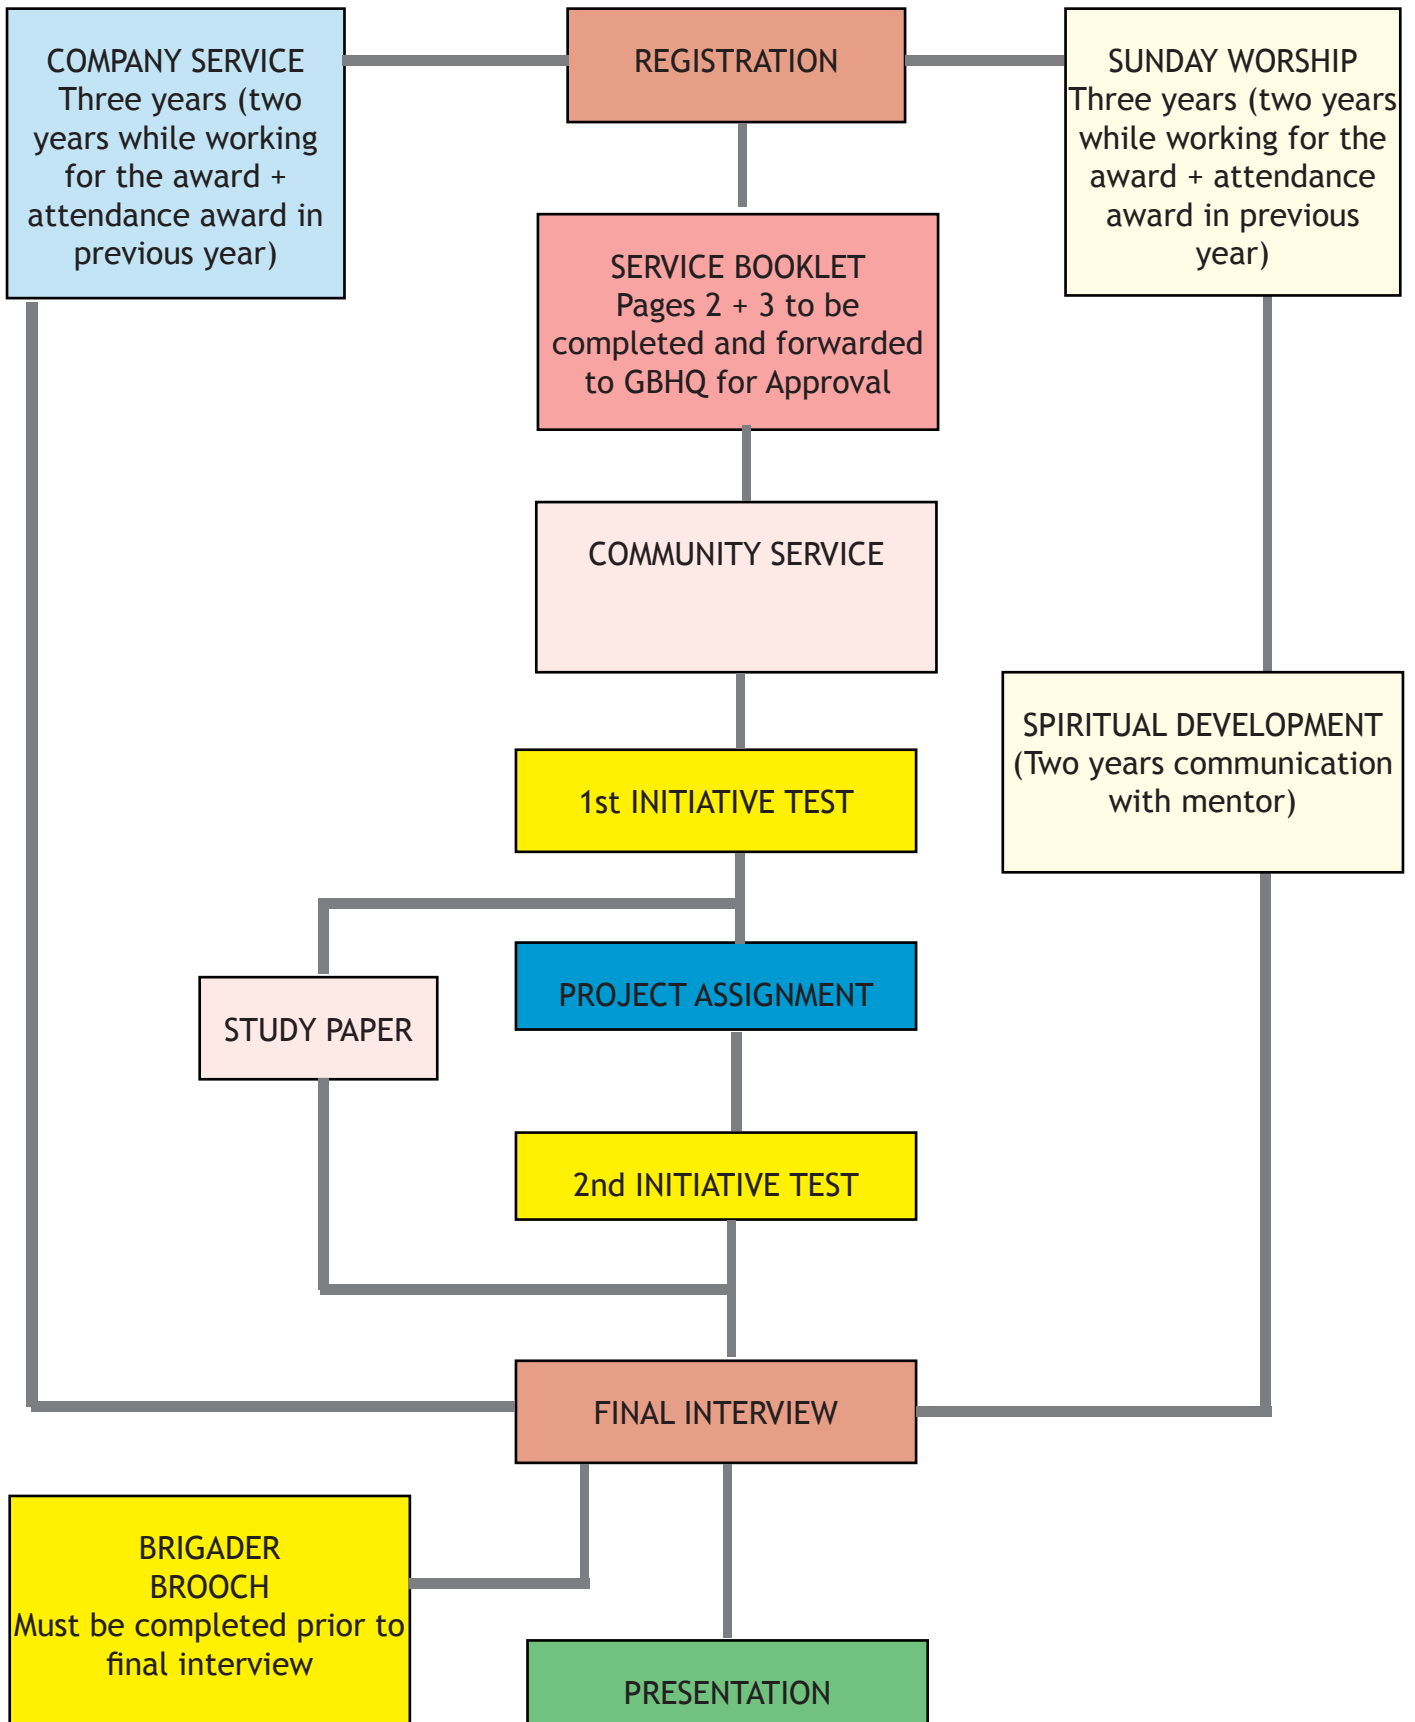 COMPANY SERVICE
Three years (two
years while working
for the award +
attendance award in
previous year)
REGISTRATION
SUNDAY WORSHIP
Three years (two years
while working for the
award + attendance
award in previous
year)
SERVICE BOOKLET
Pages 2 + 3 to be
completed and forwarded
to GBHQ for Approval
COMMUNITY SERVICE
SPIRITUAL DEVELOPMENT
(Two years communication
with mentor)
1st INITIATIVE TEST
PROJECT ASSIGNMENT
STUDY PAPER
2nd INITIATIVE TEST
FINAL INTERVIEW
BRIGADER
BROOCH
Must be completed prior to
final interview
PRESENTATION